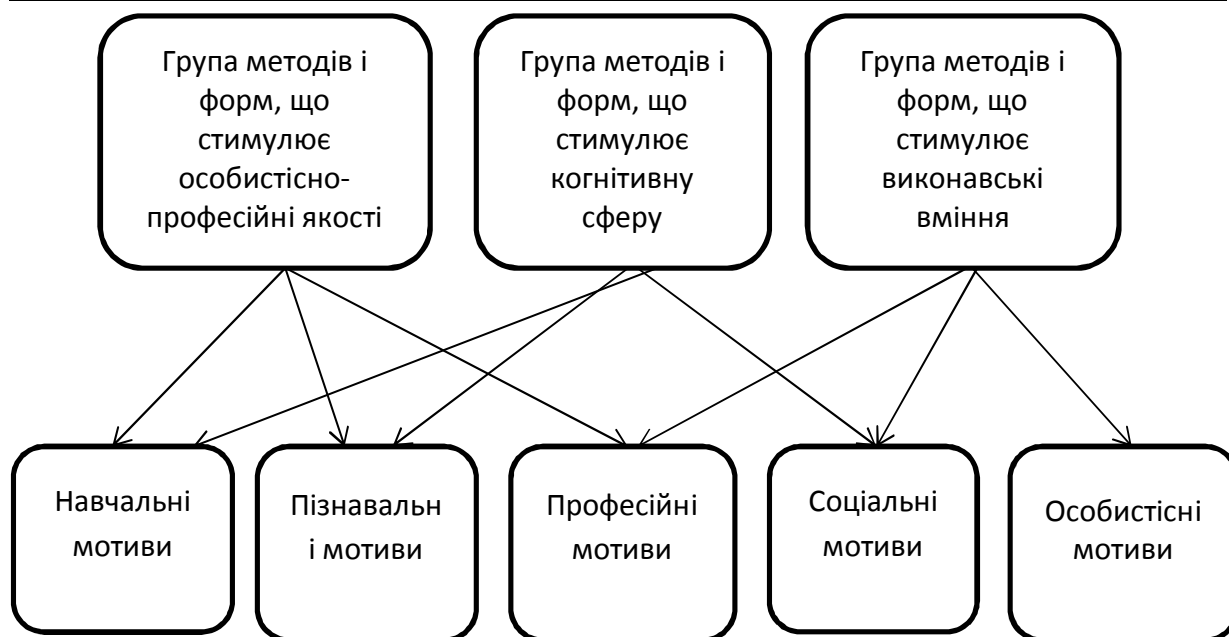 Група методів і
форм, що
стимулює
особистісно-
професійні якості
Група методів і
форм, що
стимулює
когнітивну
сферу
Група методів і
форм, що
стимулює
виконавські
вміння
Навчальні
мотиви
Пізнавальн
і мотиви
Професійні
мотиви
Соціальні
мотиви
Особистісні
мотиви